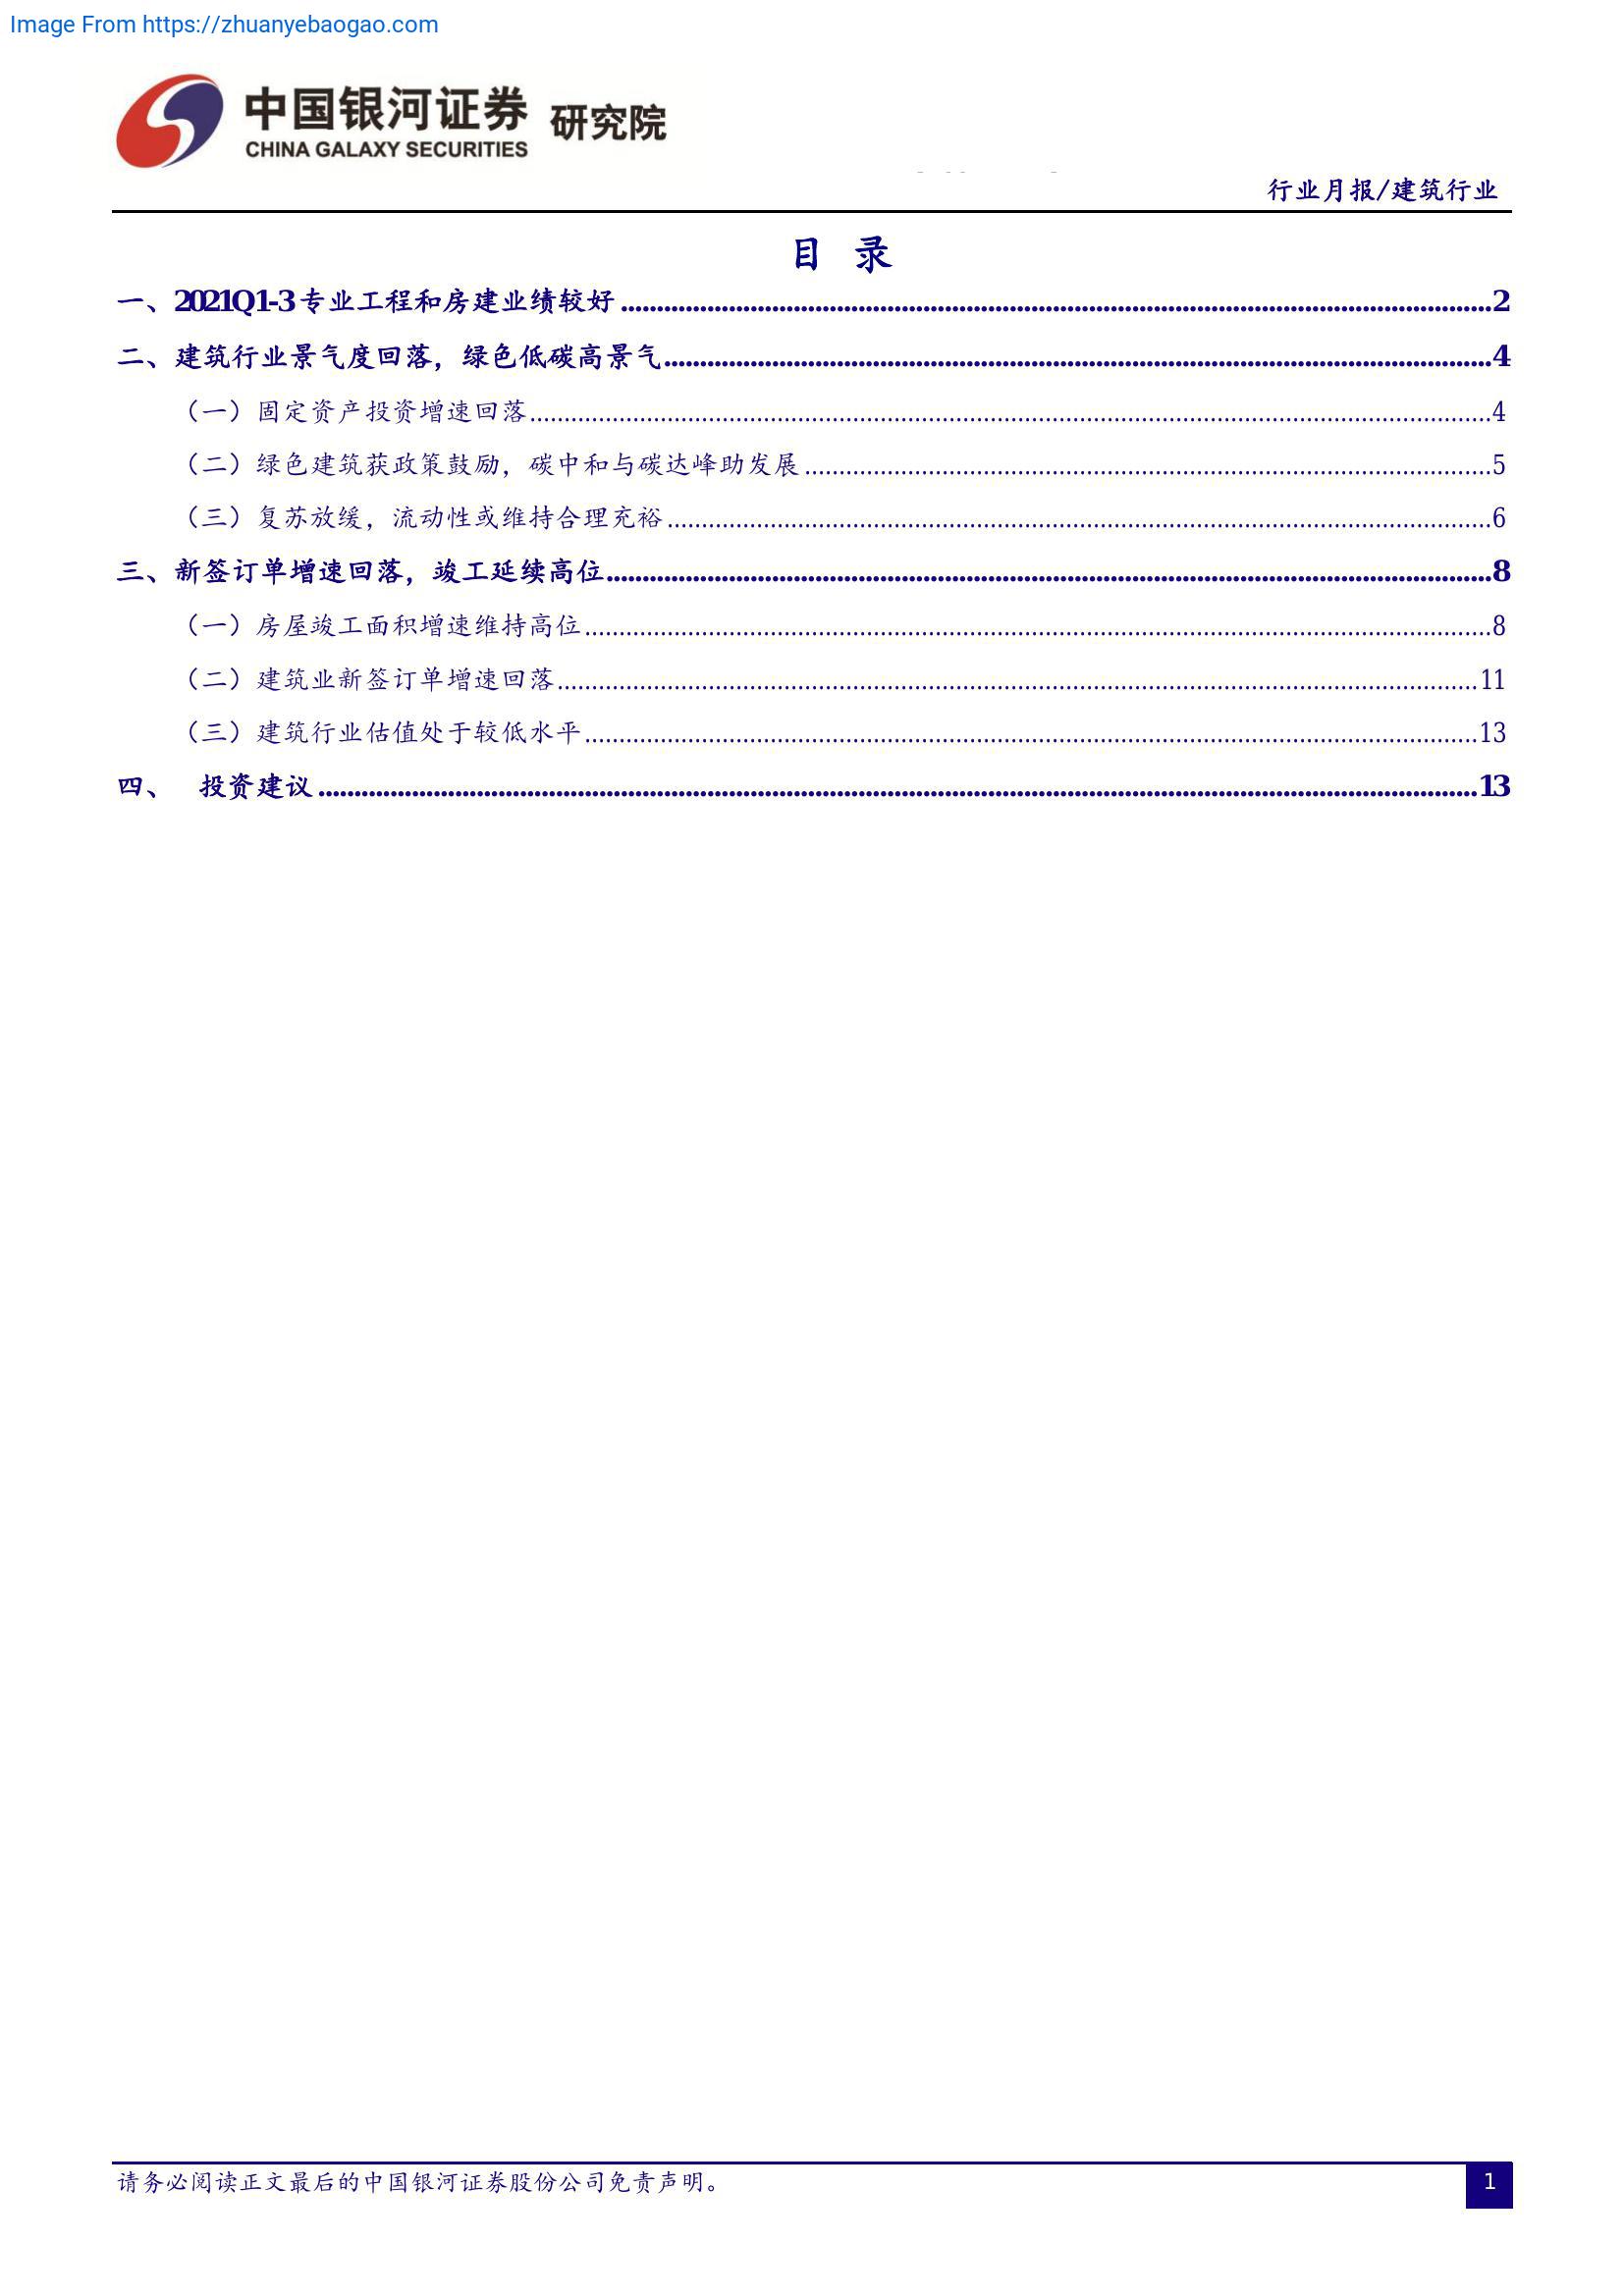 Image From https://zhuanyebaogao.com
中国银河证券 研究院
CHINA GALAXY SECURITIES
行业月报/建筑行业
目 录
一、2021Q1-3 专业工程和房建业绩较好 2
二、建筑行业景气度回落，绿色低碳高景气 4
（一）固定资产投资增速回落 4
（二）绿色建筑获政策鼓励，碳中和与碳达峰助发展 5
（三）复苏放缓，流动性或维持合理充裕 6
三、新签订单增速回落，竣工延续高位 8
（一）房屋竣工面积增速维持高位 8
（二）建筑业新签订单增速回落 11
（三）建筑行业估值处于较低水平 13
四、 投资建议 13
请务必阅读正文最后的中国银河证券股份公司免责声明。
1